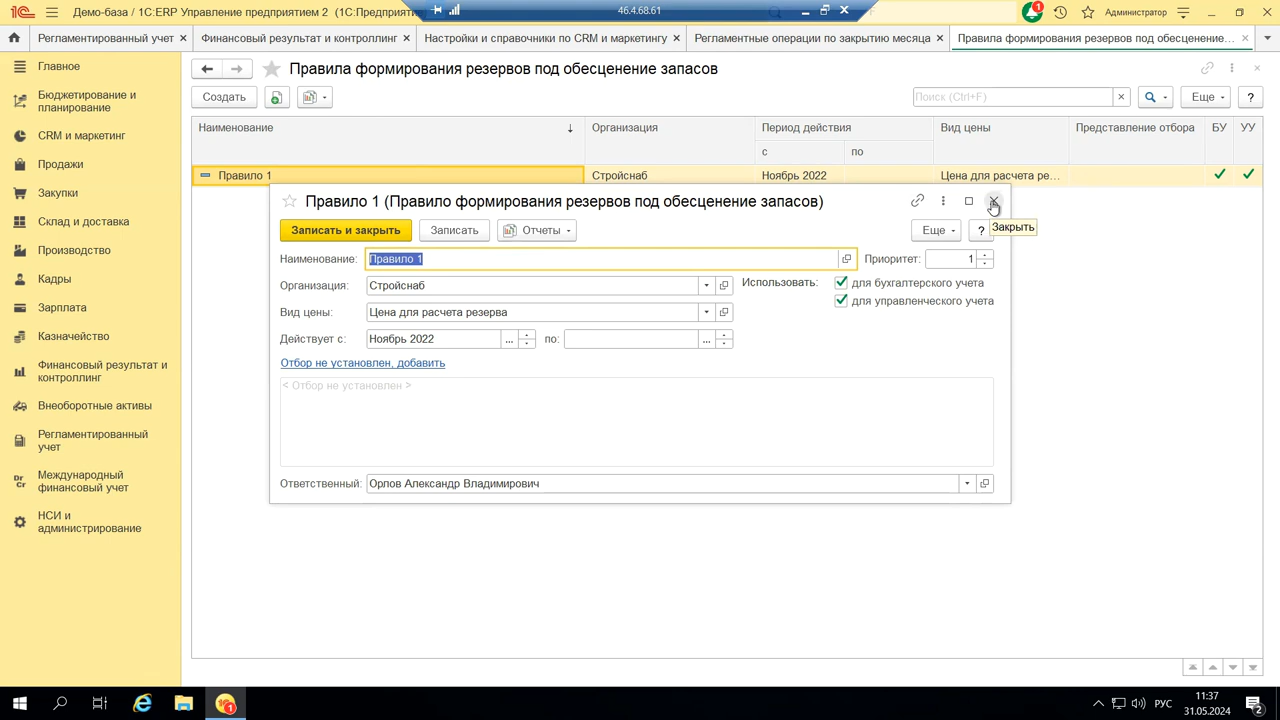 Демо-база / 1С:ERP Управление предприятием 2 (1С:Предприяти
46.4.68.61
1
Администратор
Регламентированный учет ×
Финансовый результат и контроллинг ×
Настройки и справочники по CRM и маркетингу ×
Регламентные операции по закрытию месяца ×
Правила формирования резервов под обесценение... ×
Главное
Бюджетирование и
планирование
CRM и маркетинг
Продажи
Закупки
Склад и доставка
Производство
Кадры
Зарплата
Казначейство
Финансовый результат и
контроллинг
Внеоборотные активы
Регламентированный
учет
Международный
финансовый учет
НСИ и
администрирование
Правила формирования резервов под обесценение запасов
Создать
Поиск (Ctrl+F)
Еще
?
Наименование
Организация
Период действия
с
по
Вид цены
Представление отбора
БУ
УУ
Правило 1
Стройснаб
Ноябрь 2022
Цена для расчета ре...
Правило 1 (Правило формирования резервов под обесценение запасов)
Записать и закрыть
Записать
Отчеты
Еще
?
Закрыть
Наименование: Правило 1
Приоритет: 1
Организация: Стройснаб
Использовать:
для бухгалтерского учета
для управленческого учета
Вид цены: Цена для расчета резерва
Действует с: Ноябрь 2022 ... по: ...
Отбор не установлен, добавить
< Отбор не установлен >
Ответственный: Орлов Александр Владимирович
1
РУС
11:37
31.05.2024
2